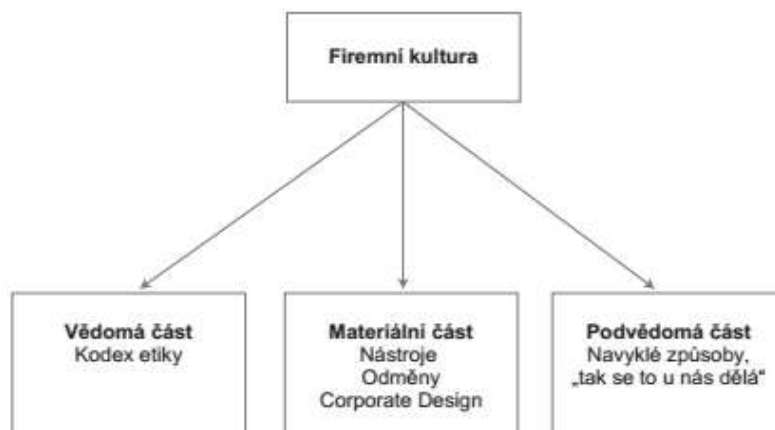 Firemní kultura
Vědomá část
Kodex etiky
Materiální část
Nástroje
Odměny
Corporate Design
Podvědomá část
Navyklé způsoby,
„tak se to u nás dělá“